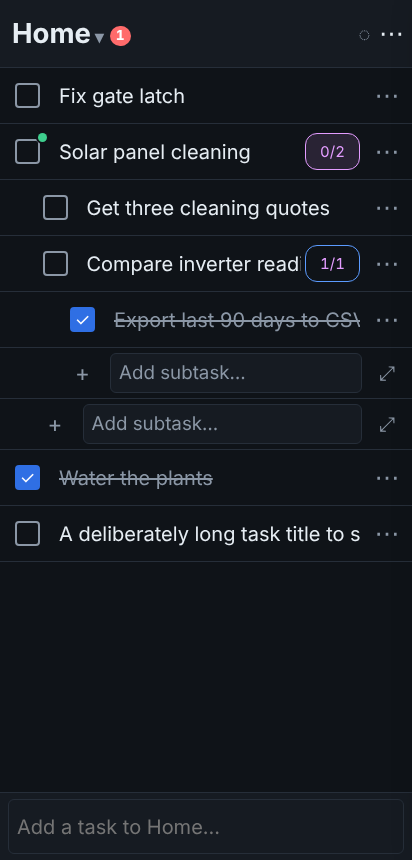 Home ▾ 1
Fix gate latch
Solar panel cleaning 0/2
Get three cleaning quotes
Compare inverter readi 1/1
Export last 90 days to CSV
+ Add subtask...
+ Add subtask...
Water the plants
A deliberately long task title to s
Add a task to Home...